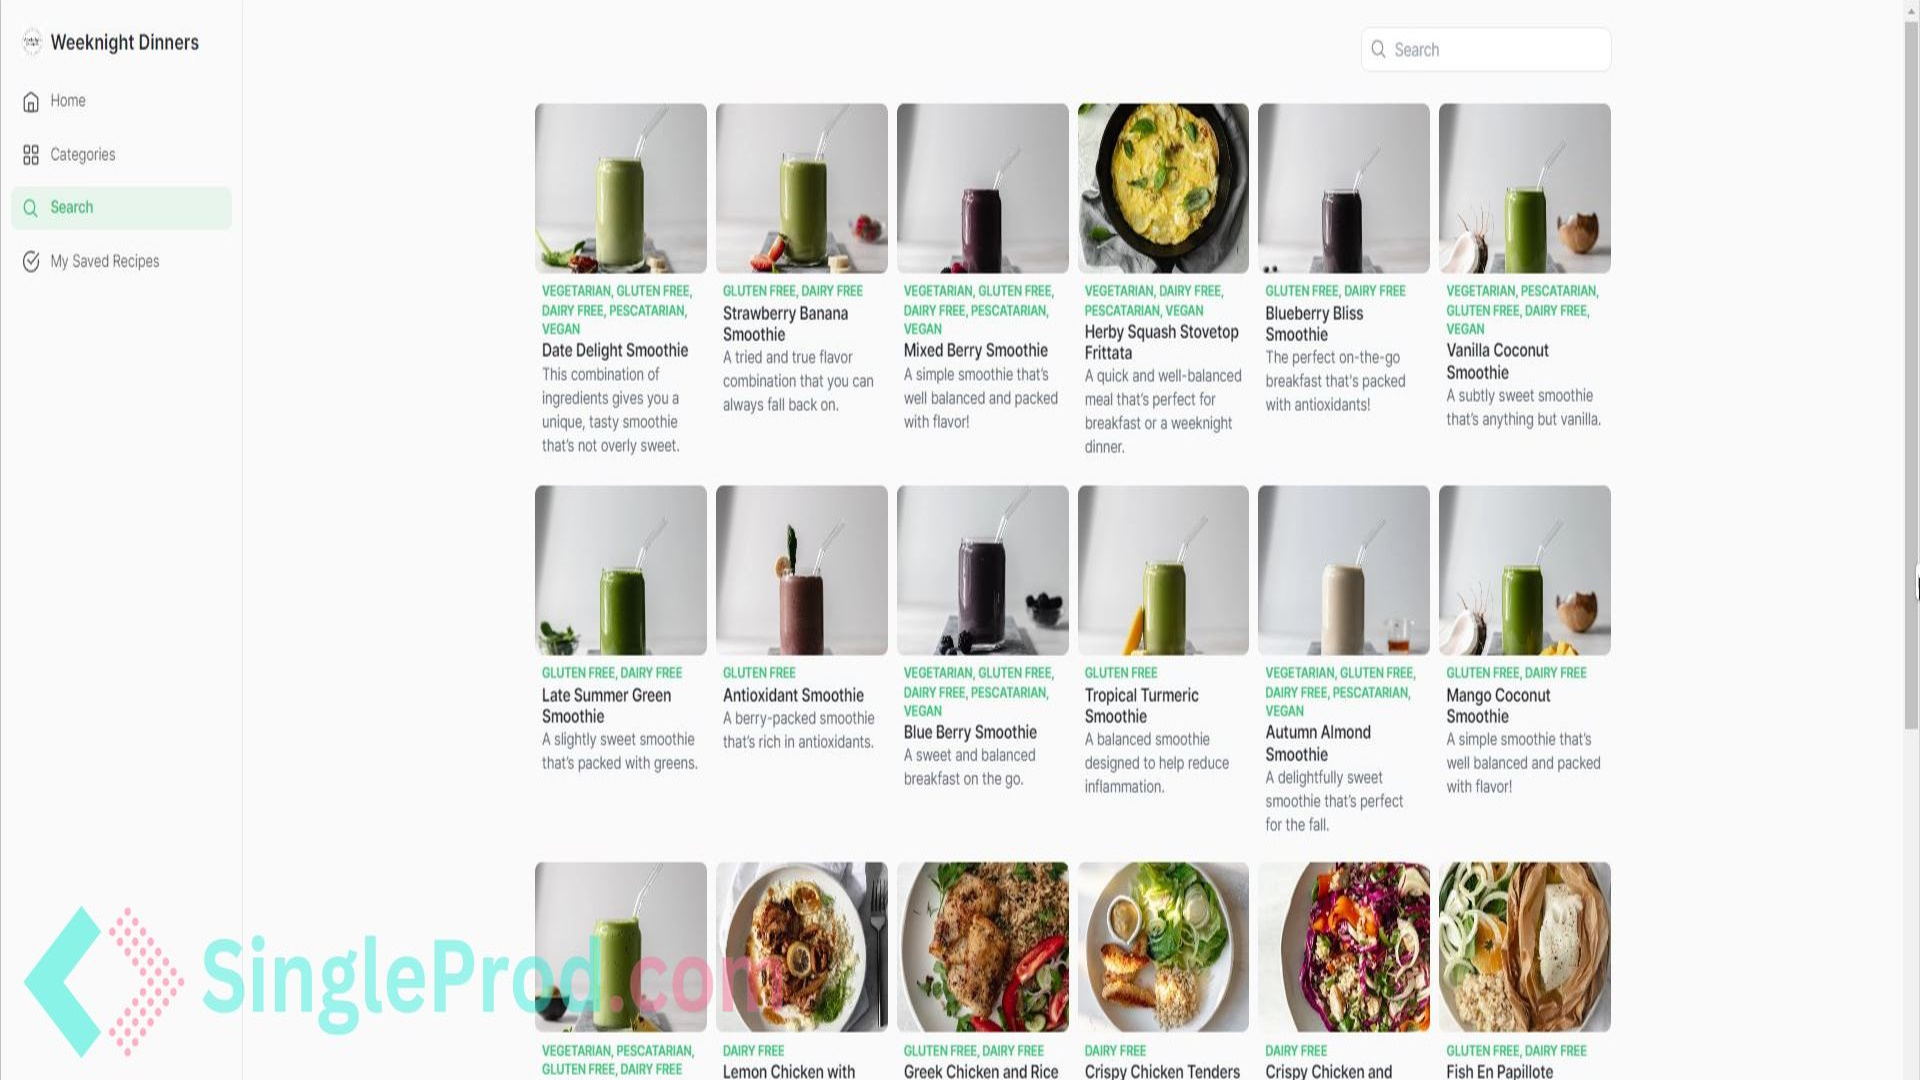 Weeknight Dinners
Home
Categories
Search
My Saved Recipes
Search
VEGETARIAN, GLUTEN FREE,
DAIRY FREE, PESCATARIAN,
VEGAN
Date Delight Smoothie
This combination of
ingredients gives you a
unique, tasty smoothie
that's not overly sweet.
GLUTEN FREE, DAIRY FREE
Strawberry Banana
Smoothie
A tried and true flavor
combination that you can
always fall back on.
VEGETARIAN, GLUTEN FREE,
DAIRY FREE, PESCATARIAN,
VEGAN
Mixed Berry Smoothie
A simple smoothie that's
well balanced and packed
with flavor!
VEGETARIAN, DAIRY FREE,
PESCATARIAN, VEGAN
Herby Squash Stovetop
Frittata
A quick and well-balanced
meal that's perfect for
breakfast or a weeknight
dinner.
GLUTEN FREE, DAIRY FREE
Blueberry Bliss
Smoothie
The perfect on-the-go
breakfast that's packed
with antioxidants!
VEGETARIAN, PESCATARIAN,
GLUTEN FREE, DAIRY FREE,
VEGAN
Vanilla Coconut
Smoothie
A subtly sweet smoothie
that's anything but vanilla.
GLUTEN FREE, DAIRY FREE
Late Summer Green
Smoothie
A slightly sweet smoothie
that's packed with greens.
GLUTEN FREE
Antioxidant Smoothie
A berry-packed smoothie
that's rich in antioxidants.
VEGETARIAN, GLUTEN FREE,
DAIRY FREE, PESCATARIAN,
VEGAN
Blue Berry Smoothie
A sweet and balanced
breakfast on the go.
GLUTEN FREE
Tropical Turmeric
Smoothie
A balanced smoothie
designed to help reduce
inflammation.
VEGETARIAN, GLUTEN FREE,
DAIRY FREE, PESCATARIAN,
VEGAN
Autumn Almond
Smoothie
A delightfully sweet
smoothie that's perfect
for the fall.
GLUTEN FREE, DAIRY FREE
Mango Coconut
Smoothie
A simple smoothie that's
well balanced and packed
with flavor!
VEGETARIAN, PESCATARIAN,
GLUTEN FREE, DAIRY FREE
DAIRY FREE
Lemon Chicken with
GLUTEN FREE, DAIRY FREE
Greek Chicken and Rice
DAIRY FREE
Crispy Chicken Tenders
DAIRY FREE
Crispy Chicken and
GLUTEN FREE, DAIRY FREE
Fish En Papillote
SingleProd.com